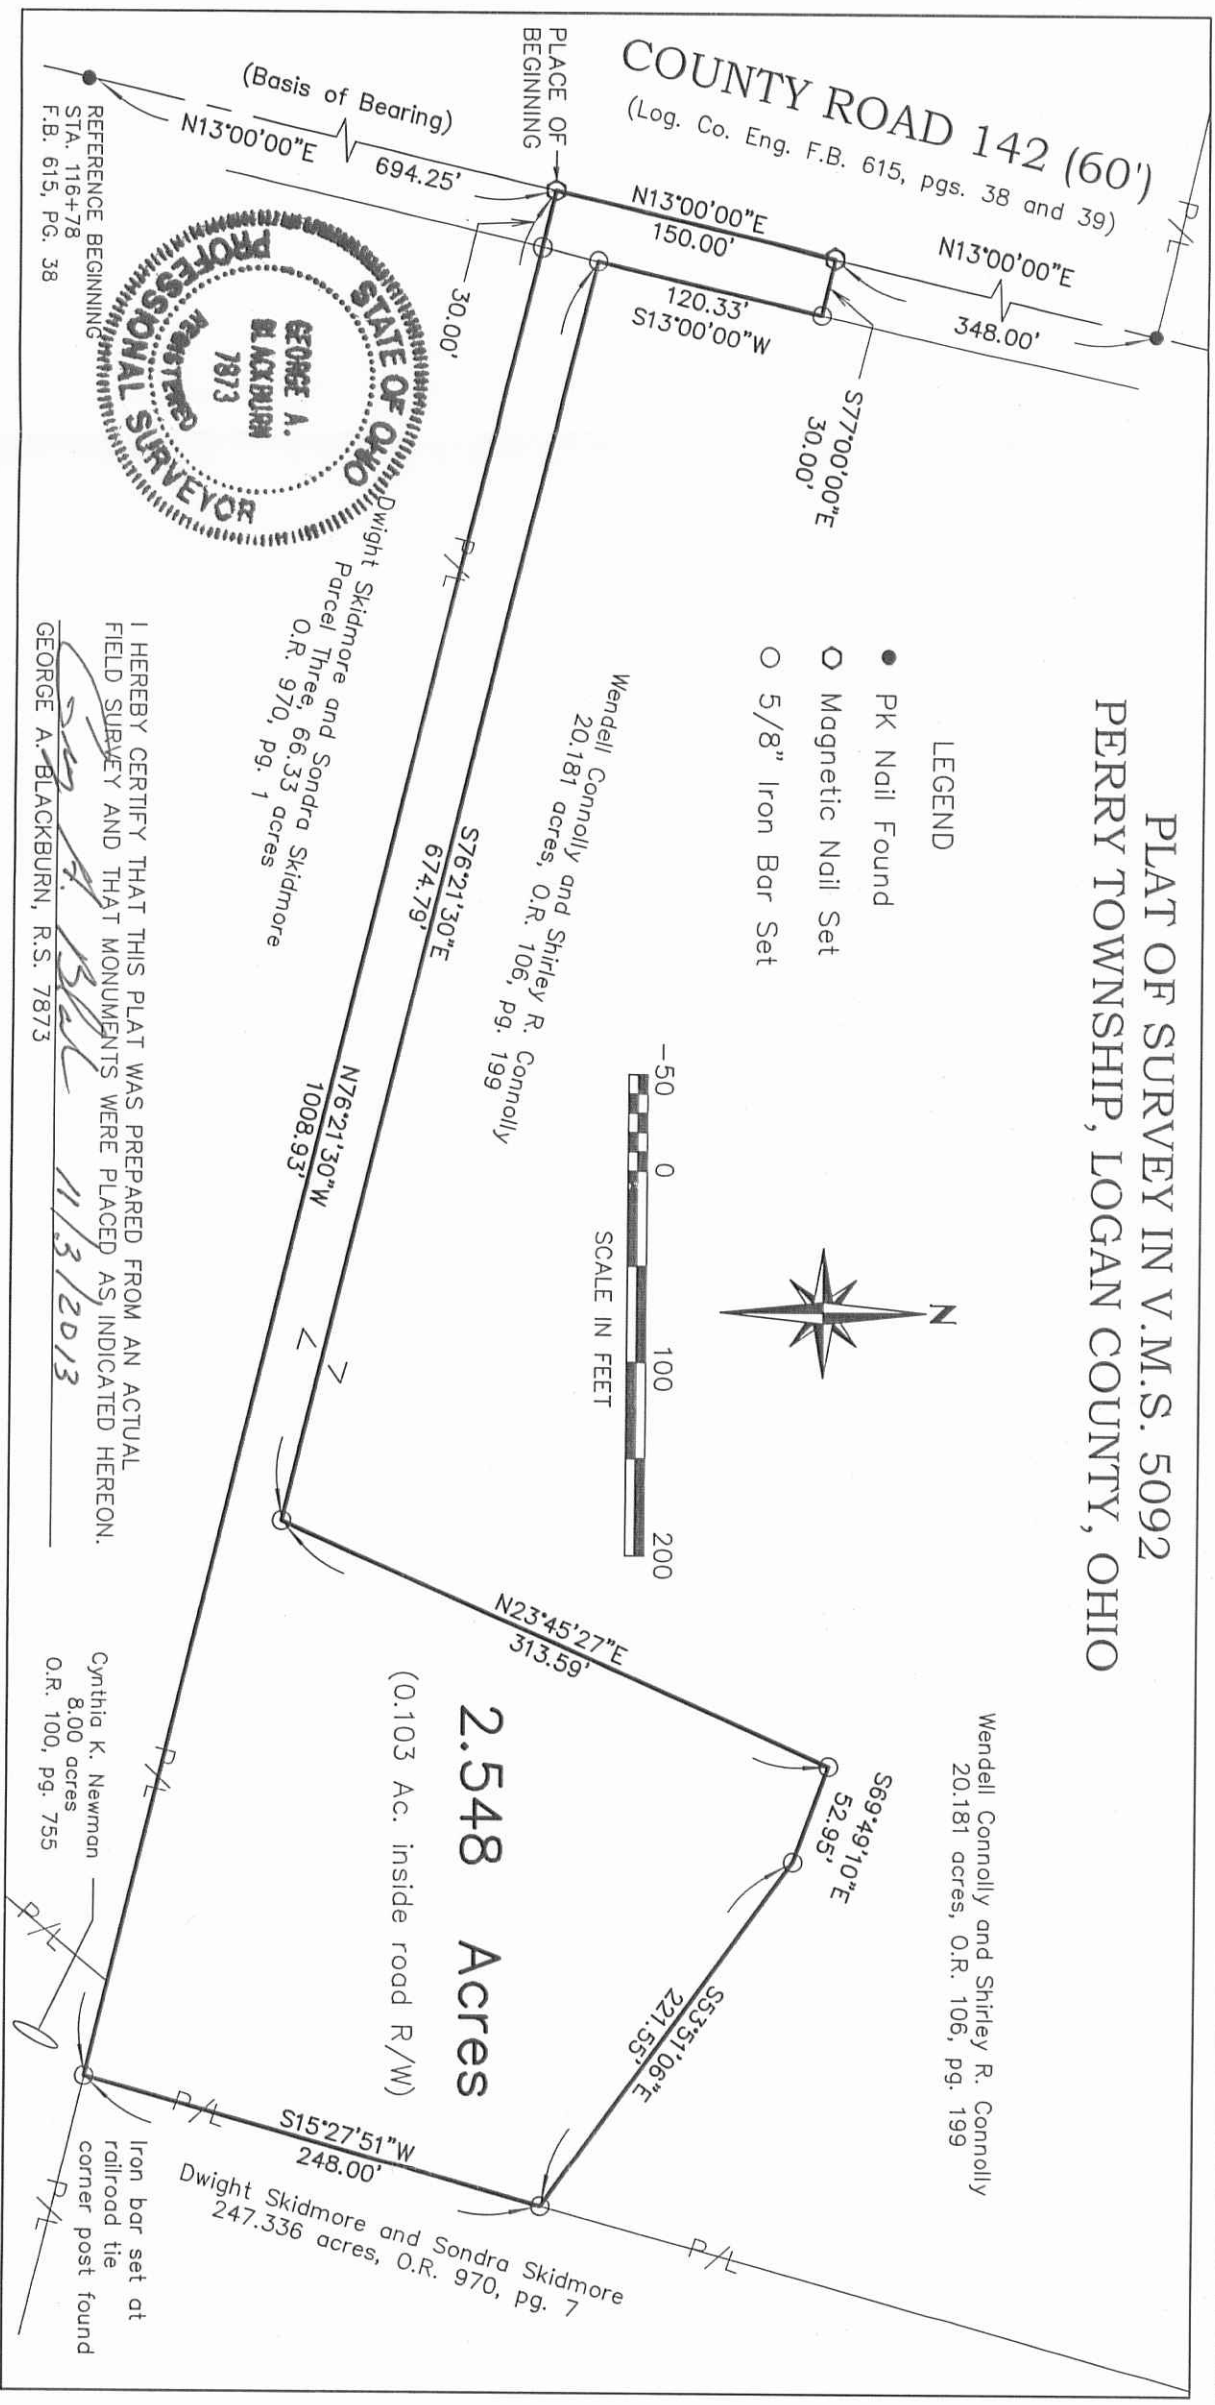 PLAT OF SURVEY IN V.M.S. 5092
PERRY TOWNSHIP, LOGAN COUNTY, OHIO
COUNTY ROAD 142 (60')
(Log. Co. Eng. F.B. 615, pgs. 38 and 39)
P/L
N13°00'00"E
348.00'
N13°00'00"E
150.00'
120.33'
S13°00'00"W
S77°00'00"E
30.00'
PLACE OF
BEGINNING
(Basis of Bearing)
N13°00'00"E
694.25'
30.00'
REFERENCE BEGINNING
STA. 116+78
F.B. 615, PG. 38
LEGEND
PK Nail Found
Magnetic Nail Set
5/8" Iron Bar Set
N
-50 0 100 200
SCALE IN FEET
Wendell Connolly and Shirley R. Connolly
20.181 acres, O.R. 106, pg. 199
S76°21'30"E
674.79'
P/L
N76°21'30"W
1008.93'
Dwight Skidmore and Sondra Skidmore
Parcel Three, 66.33 acres
O.R. 970, pg. 1
Wendell Connolly and Shirley R. Connolly
20.181 acres, O.R. 106, pg. 199
N23°45'27"E
313.59'
S69°49'10"E
52.95'
S53°51'06"E
221.55'
2.548 Acres
(0.103 Ac. inside road R/W)
S15°27'51"W
248.00'
P/L
P/L
P/L
P/L
P/L
Dwight Skidmore and Sondra Skidmore
247.336 acres, O.R. 970, pg. 7
Cynthia K. Newman
8.00 acres
O.R. 100, pg. 755
Iron bar set at
railroad tie
corner post found
STATE OF OHIO
GEORGE A.
BLACKBURN
7873
REGISTERED
PROFESSIONAL SURVEYOR
I HEREBY CERTIFY THAT THIS PLAT WAS PREPARED FROM AN ACTUAL
FIELD SURVEY AND THAT MONUMENTS WERE PLACED AS INDICATED HEREON.
11/3/2013
GEORGE A. BLACKBURN, R.S. 7873